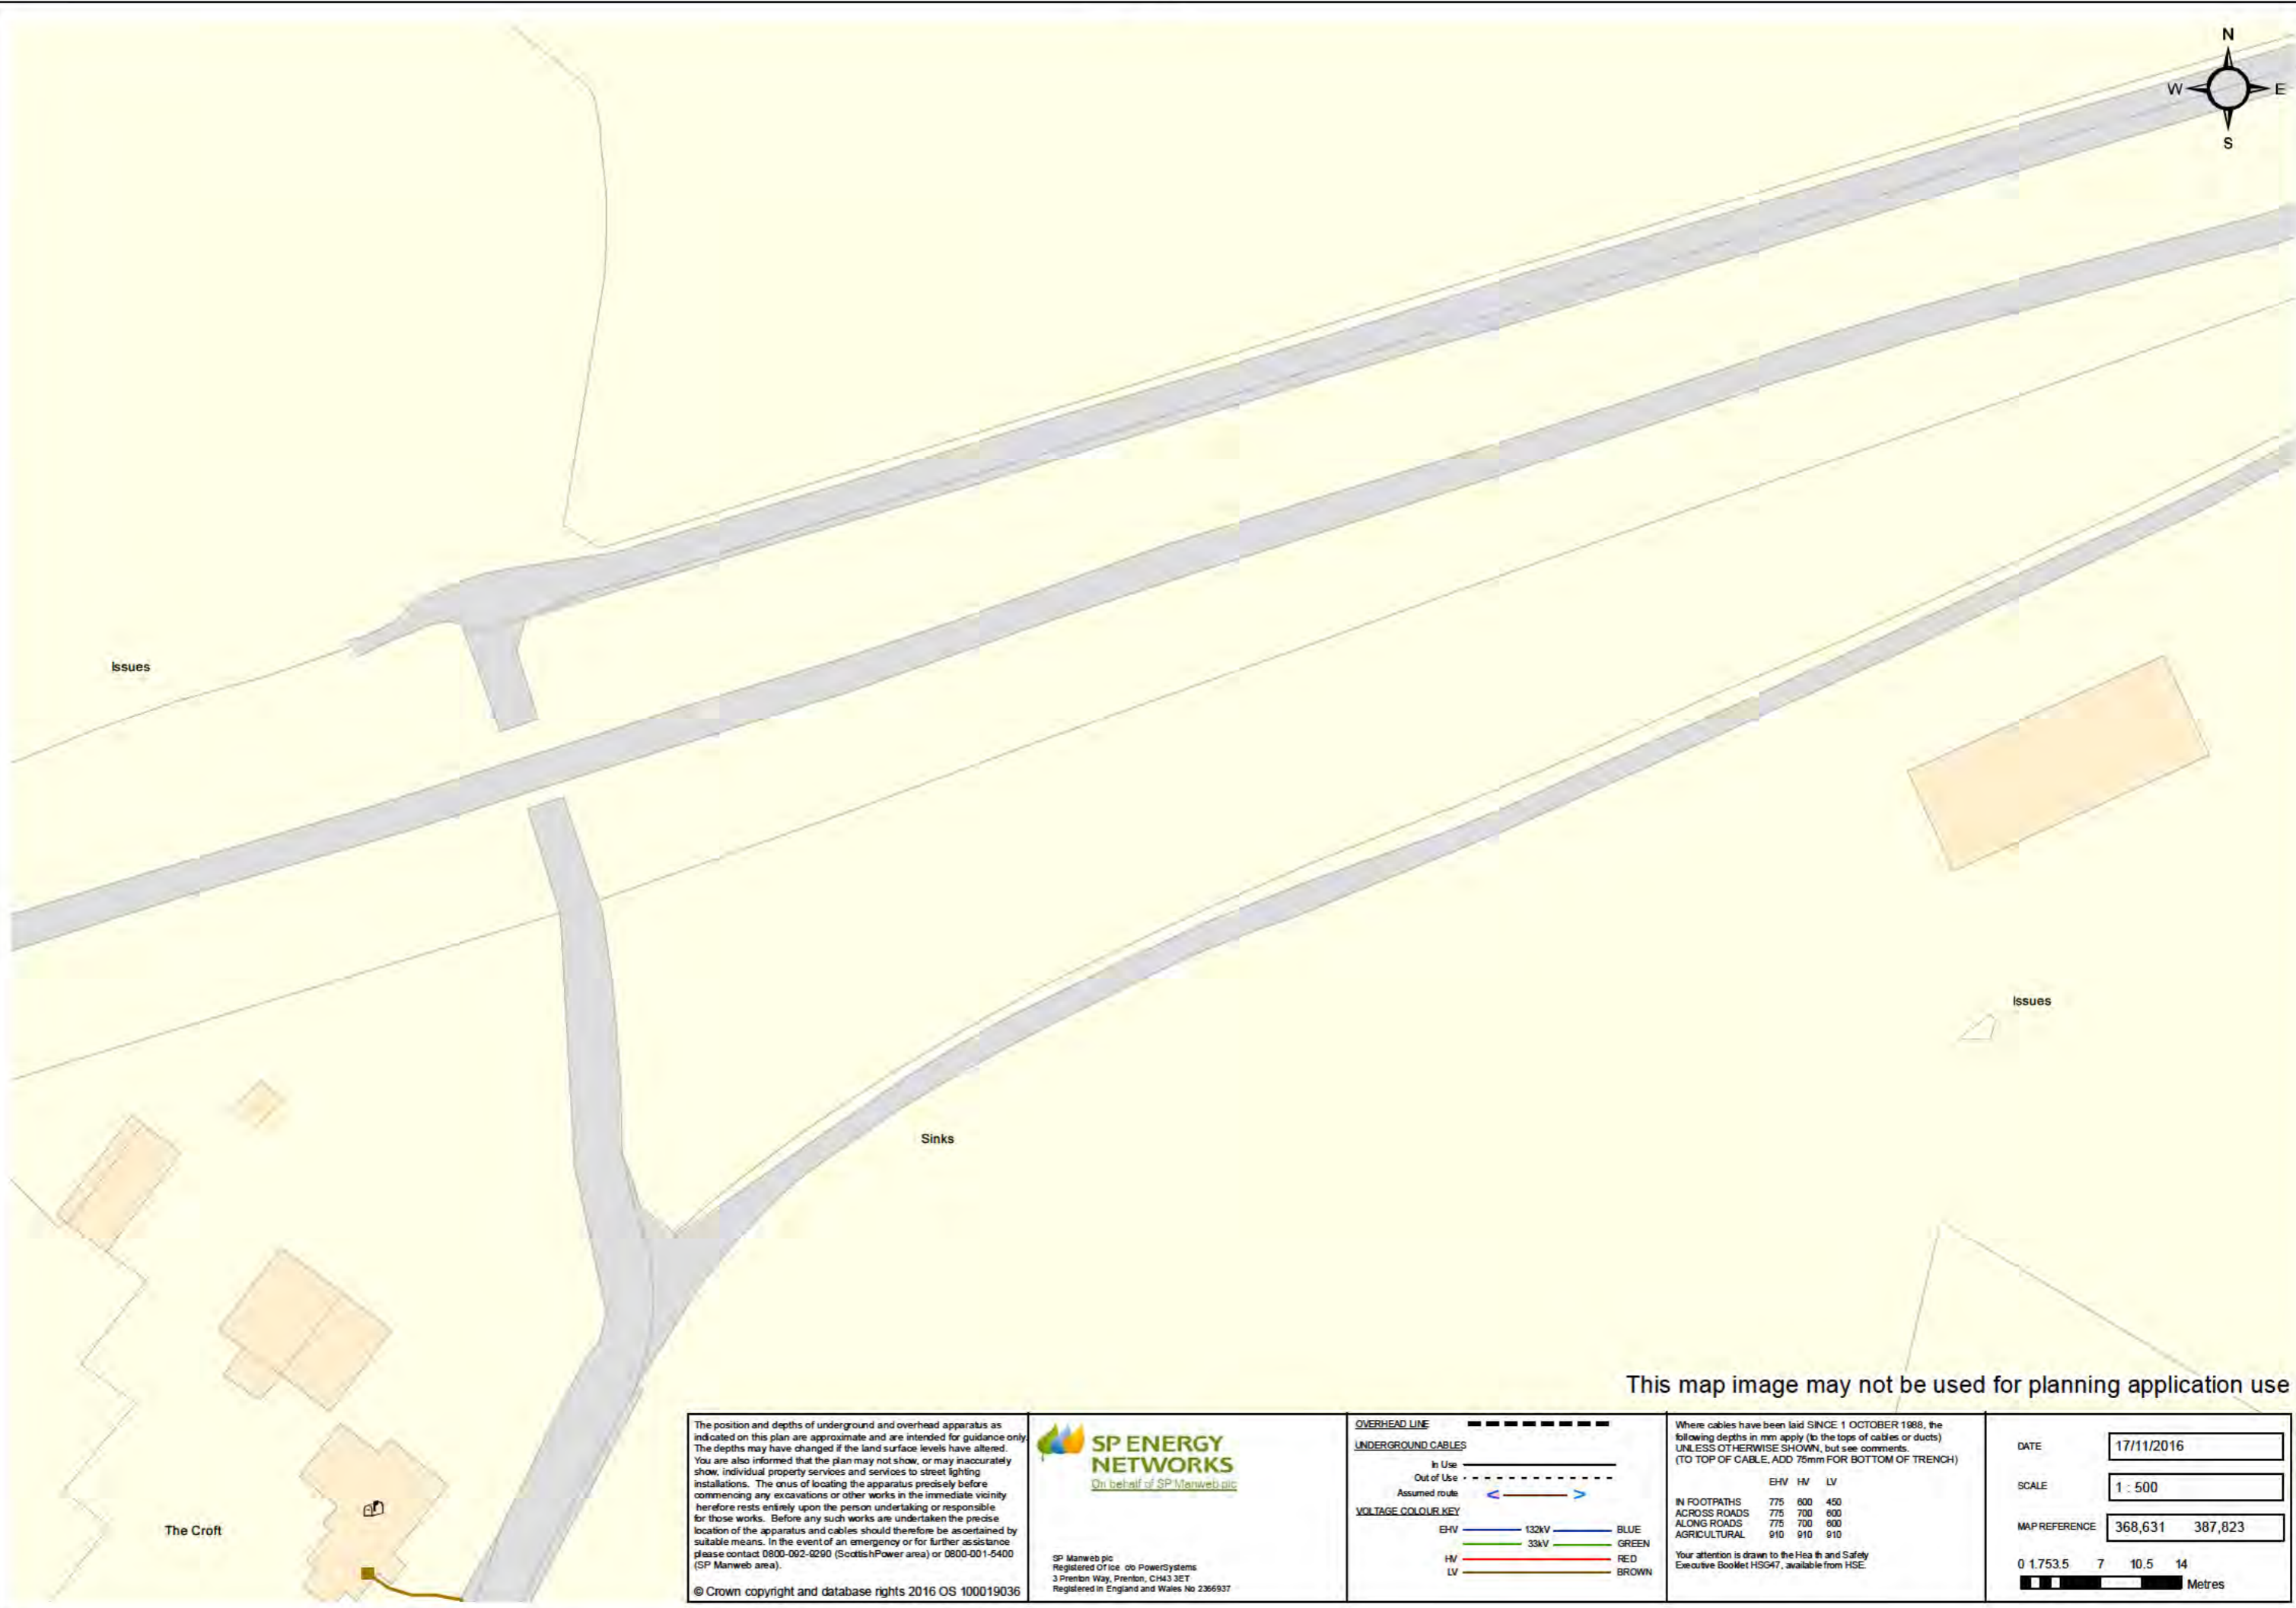 N
W E
S
Issues
Issues
Sinks
The Croft
This map image may not be used for planning application use
The position and depths of underground and overhead apparatus as
indicated on this plan are approximate and are intended for guidance only.
The depths may have changed if the land surface levels have altered.
You are also informed that the plan may not show, or may inaccurately
show, individual property services and services to street lighting
installations. The onus of locating the apparatus precisely before
commencing any excavations or other works in the immediate vicinity
herefore rests entirely upon the person undertaking or responsible
for those works. Before any such works are undertaken the precise
location of the apparatus and cables should therefore be ascertained by
suitable means. In the event of an emergency or for further assistance
please contact 0800-092-9290 (ScottishPower area) or 0800-001-5400
(SP Manweb area).
© Crown copyright and database rights 2016 OS 100019036
SP ENERGY
NETWORKS
On behalf of SP Manweb plc
SP Manweb plc
Registered Of ice c/o PowerSystems
3 Prenton Way, Prenton, CH43 3ET
Registered in England and Wales No 2366937
OVERHEAD LINE
UNDERGROUND CABLES
In Use
Out of Use
Assumed route < >
VOLTAGE COLOUR KEY
EHV 132kV BLUE
33kV GREEN
HV RED
LV BROWN
Where cables have been laid SINCE 1 OCTOBER 1988, the
following depths in mm apply (to the tops of cables or ducts)
UNLESS OTHERWISE SHOWN, but see comments.
(TO TOP OF CABLE, ADD 75mm FOR BOTTOM OF TRENCH)
EHV HV LV
IN FOOTPATHS 775 600 450
ACROSS ROADS 775 700 600
ALONG ROADS 775 700 600
AGRICULTURAL 910 910 910
Your attention is drawn to the Hea th and Safety
Executive Booklet HSG47, available from HSE.
DATE 17/11/2016
SCALE 1 : 500
MAP REFERENCE 368,631 387,823
0 1.753.5 7 10.5 14
Metres